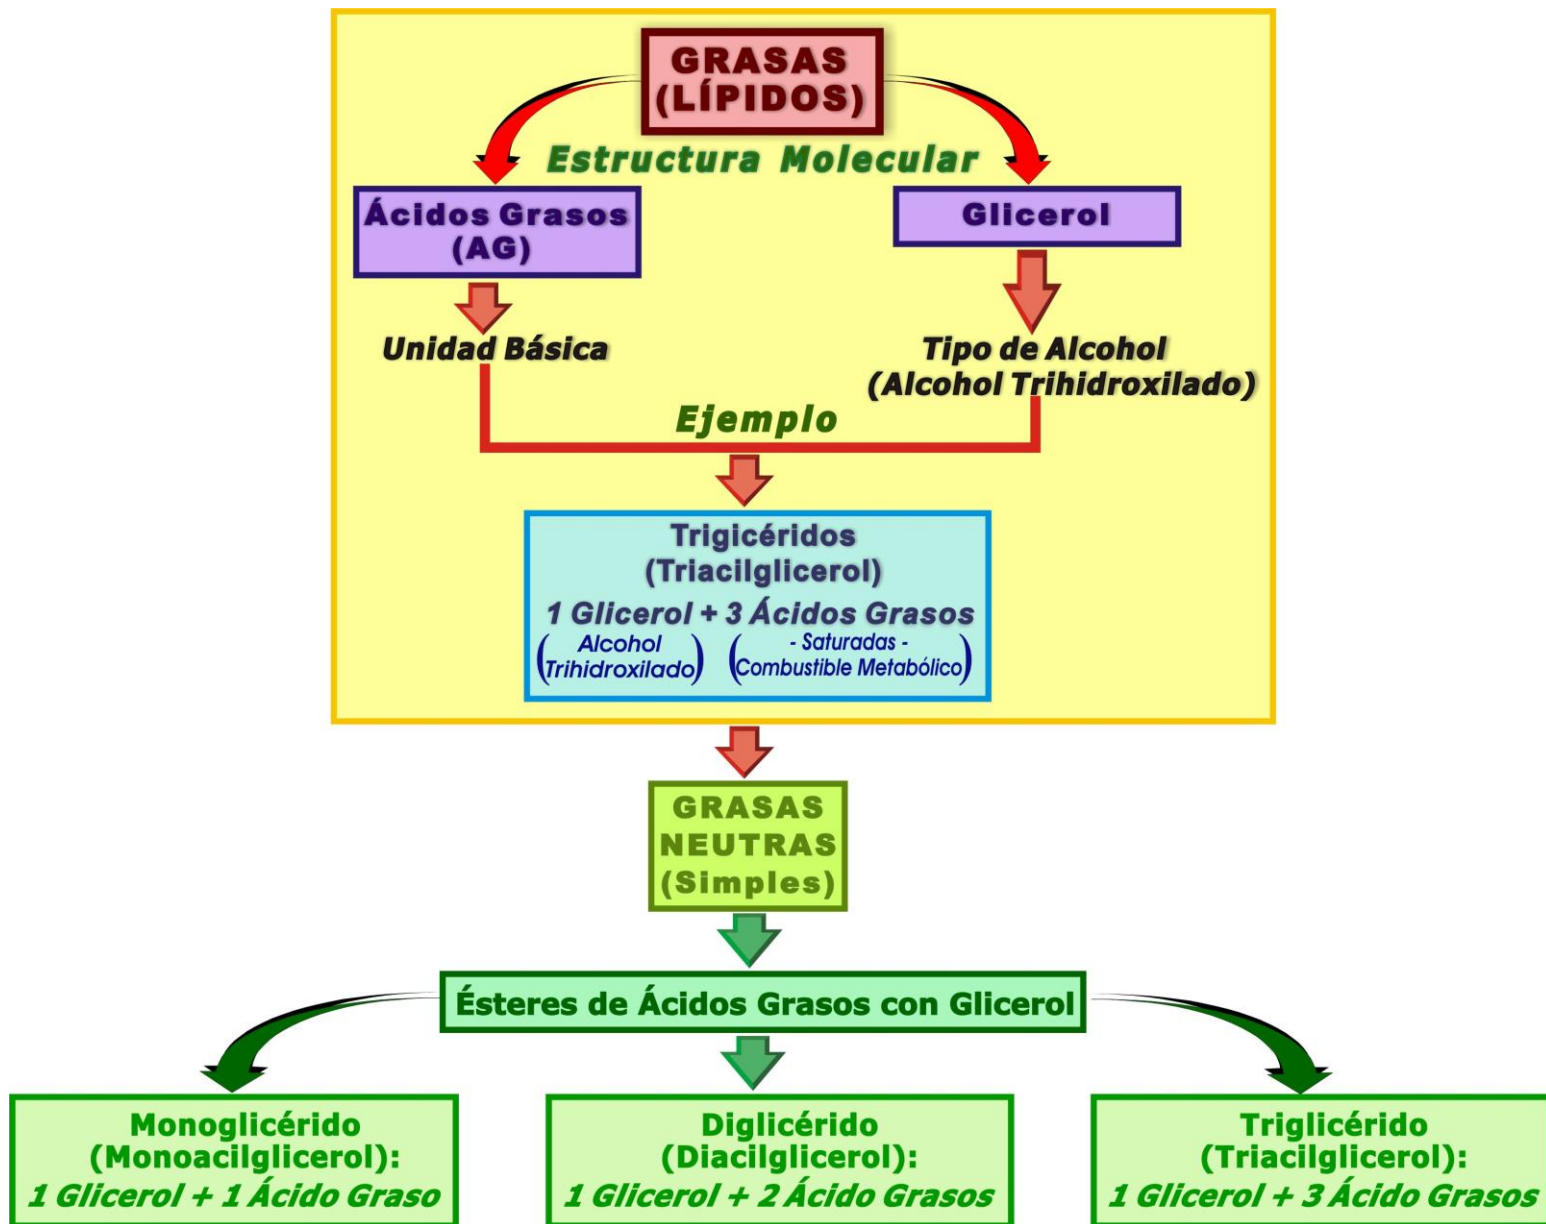 GRASAS
(LÍPIDOS)
Estructura Molecular
Ácidos Grasos
(AG)
Glicerol
Unidad Básica
Tipo de Alcohol
(Alcohol Trihidroxilado)
Ejemplo
Trigicéridos
(Triacilglicerol)
1 Glicerol + 3 Ácidos Grasos
(Alcohol
Trihidroxilado)
(- Saturadas -
Combustible Metabólico)
GRASAS
NEUTRAS
(Simples)
Ésteres de Ácidos Grasos con Glicerol
Monoglicérido
(Monoacilglicerol):
1 Glicerol + 1 Ácido Graso
Diglicérido
(Diacilglicerol):
1 Glicerol + 2 Ácido Grasos
Triglicérido
(Triacilglicerol):
1 Glicerol + 3 Ácido Grasos